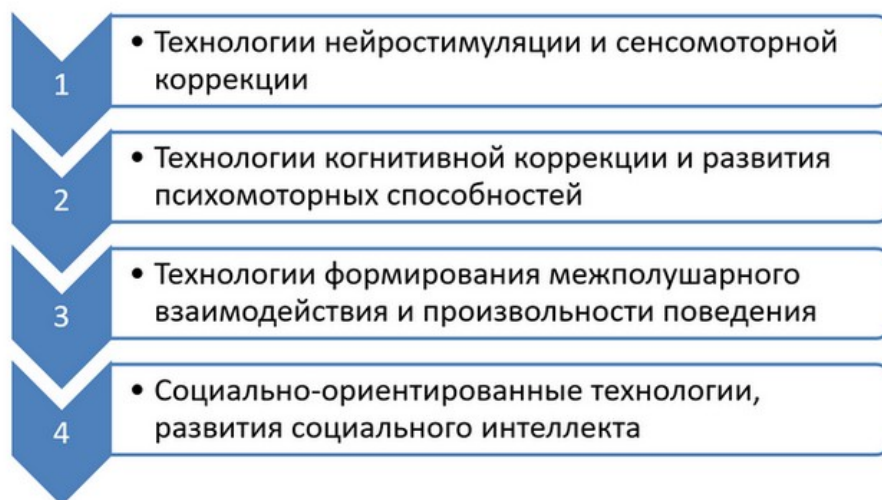 1
• Технологии нейростимуляции и сенсомоторной
коррекции
2
• Технологии когнитивной коррекции и развития
психомоторных способностей
3
• Технологии формирования межполушарного
взаимодействия и произвольности поведения
4
• Социально-ориентированные технологии,
развития социального интеллекта